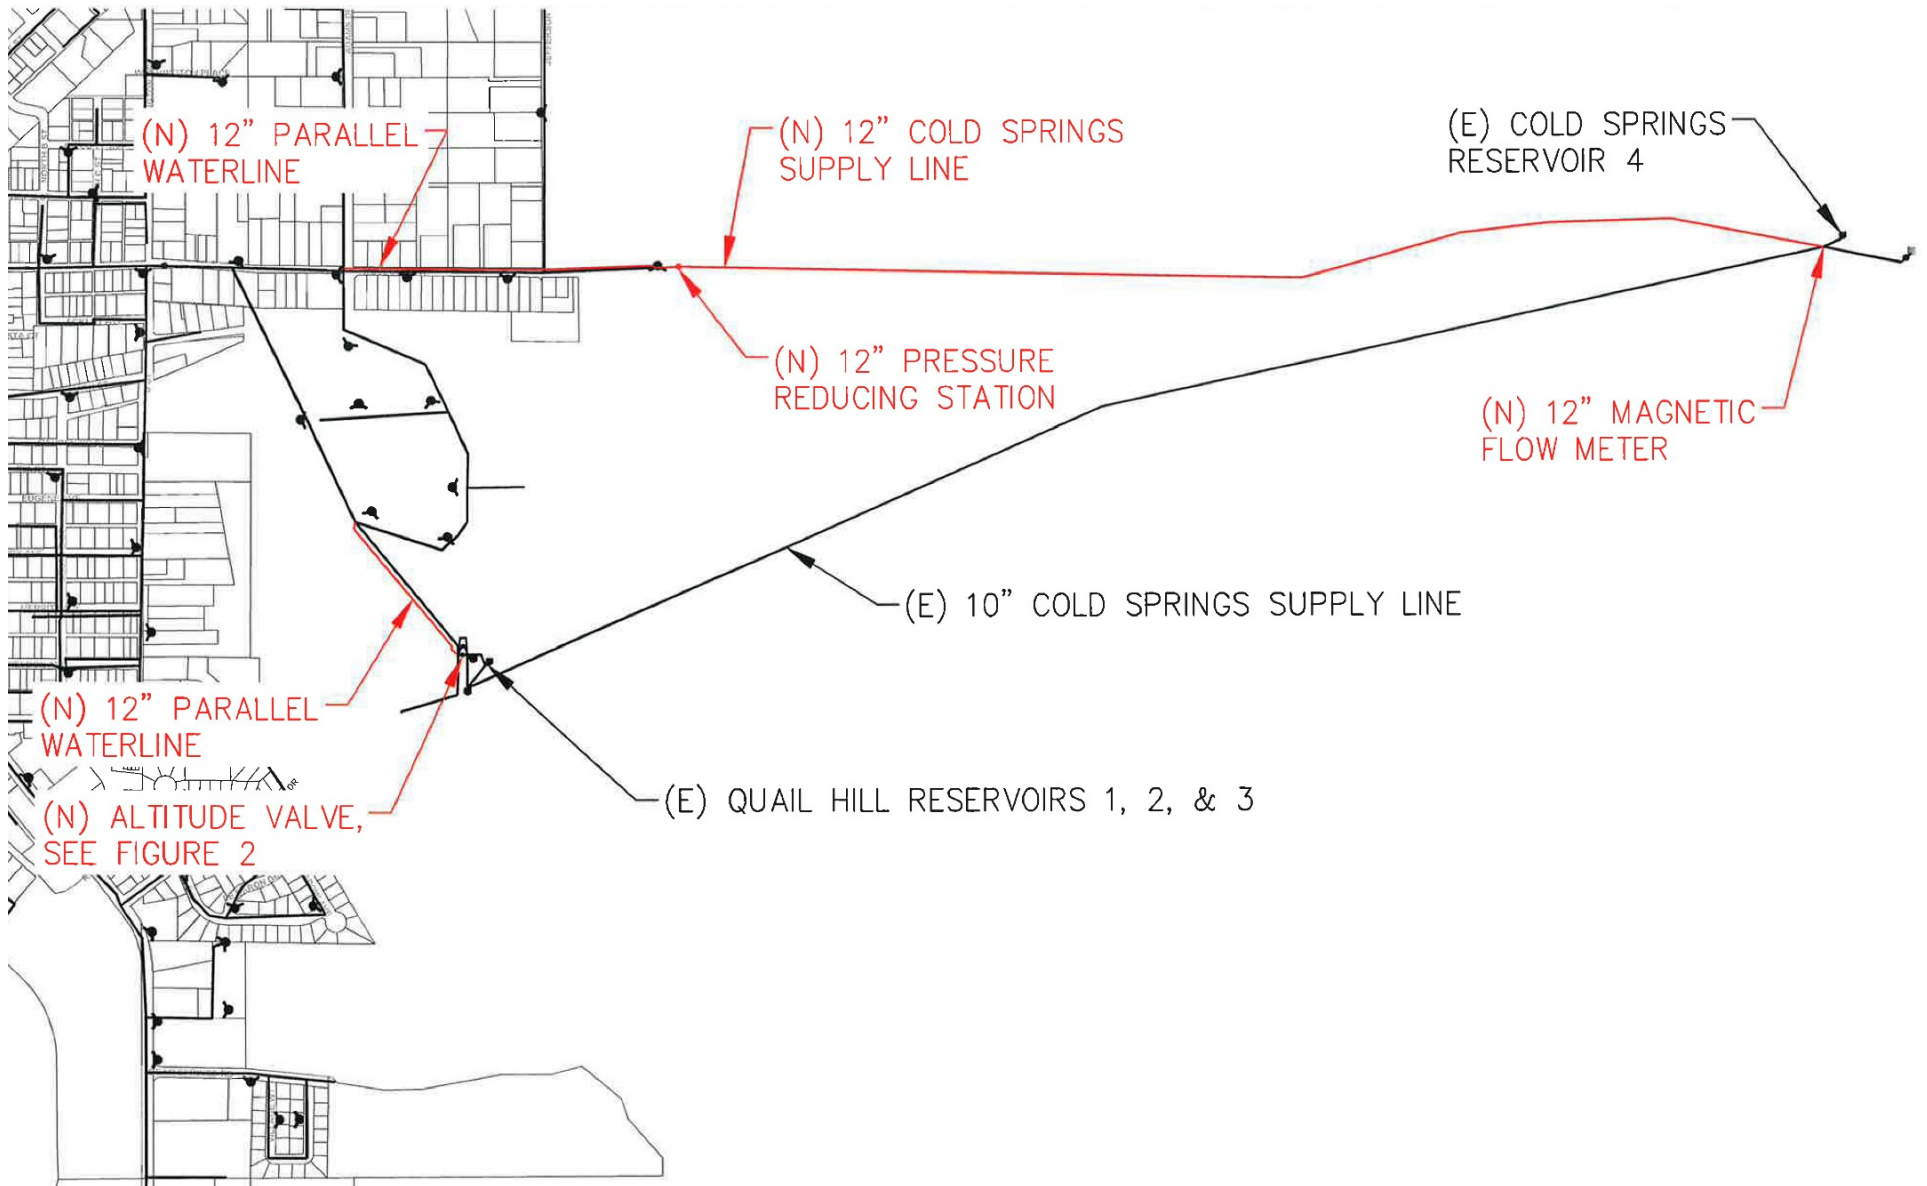 (N) 12" PARALLEL
WATERLINE
(N) 12" COLD SPRINGS
SUPPLY LINE
(E) COLD SPRINGS
RESERVOIR 4
(N) 12" PRESSURE
REDUCING STATION
(N) 12" MAGNETIC
FLOW METER
(E) 10" COLD SPRINGS SUPPLY LINE
(N) 12" PARALLEL
WATERLINE
(E) QUAIL HILL RESERVOIRS 1, 2, & 3
(N) ALTITUDE VALVE,
SEE FIGURE 2
DR